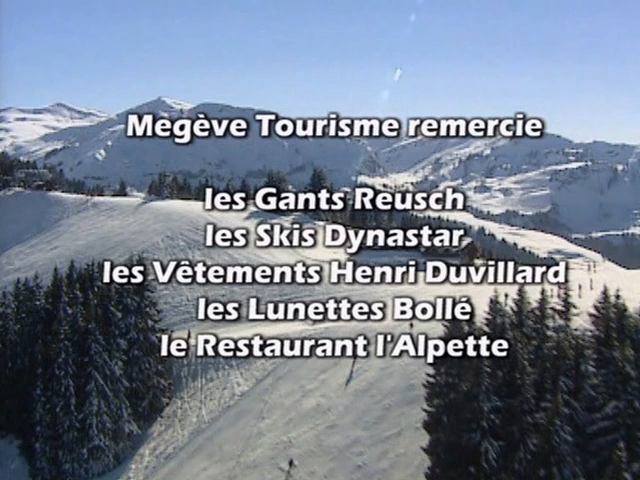 Megève Tourisme remercie
les Gants Reusch
les Skis Dynastar
les Vêtements Henri Duvillard
les Lunettes Bollé
le Restaurant l'Alpette